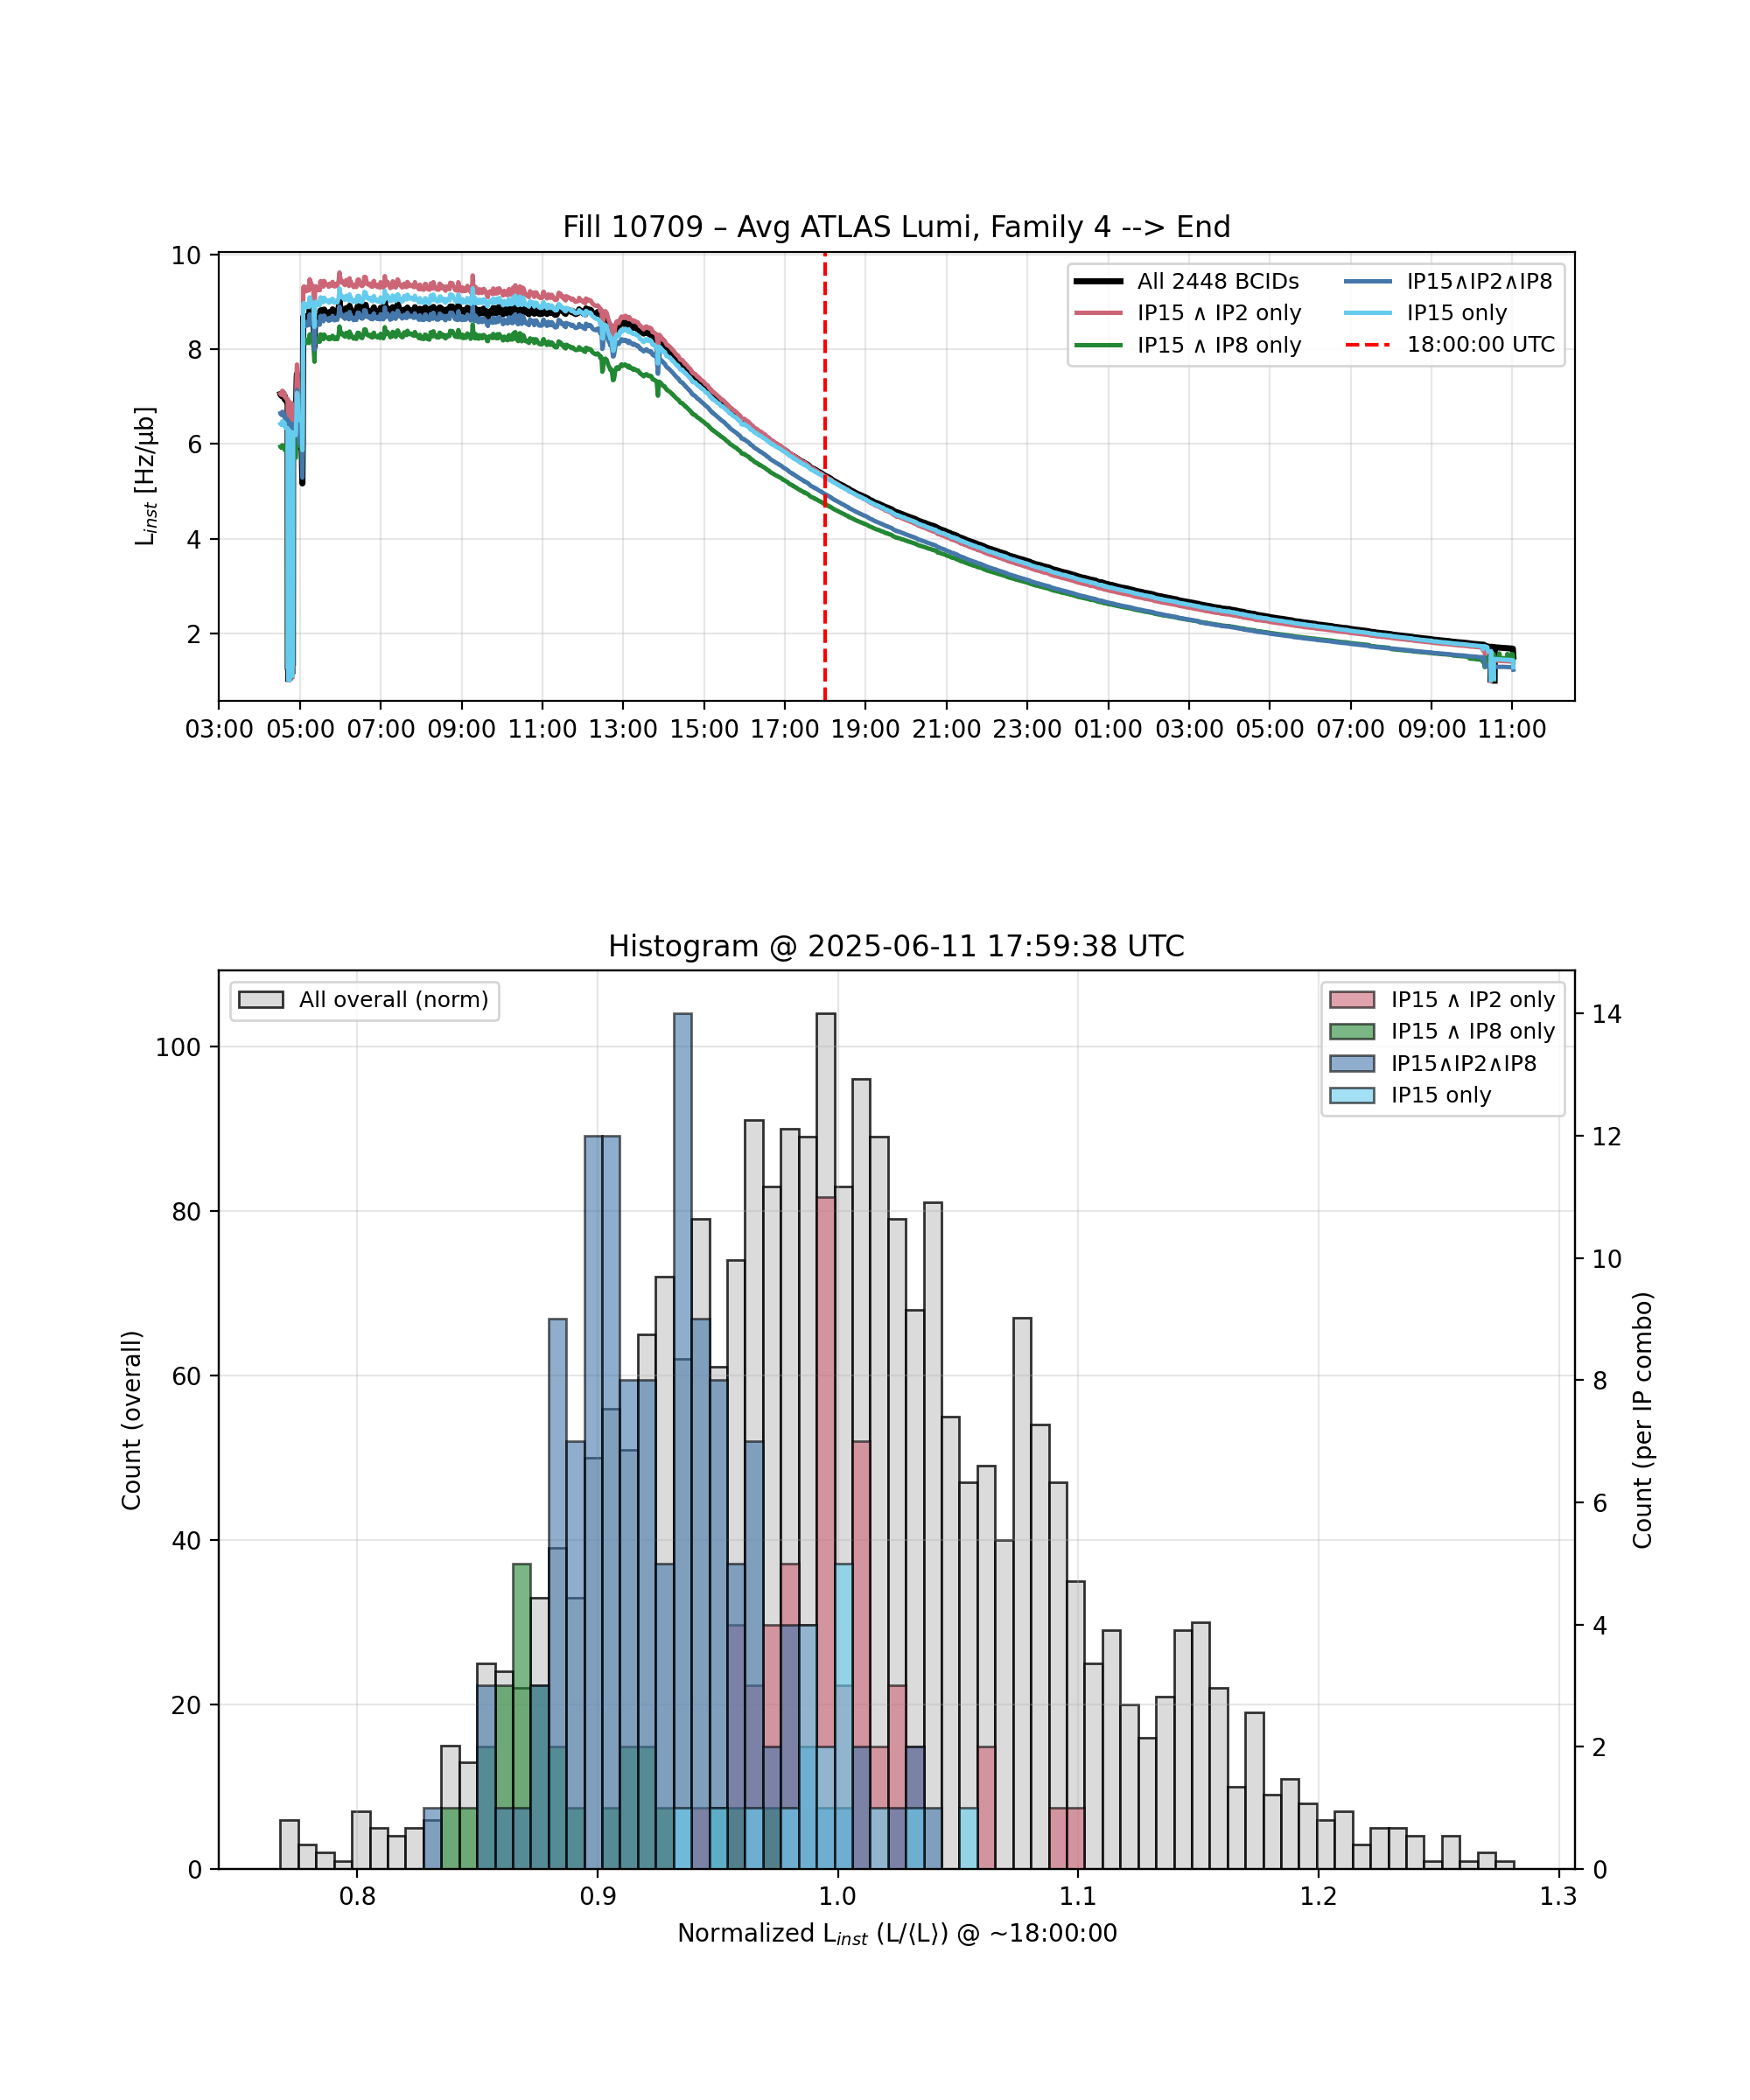 Fill 10709 – Avg ATLAS Lumi, Family 4 --> End
L_inst [Hz/μb]
10
8
6
4
2
All 2448 BCIDs
IP15 ∧ IP2 only
IP15 ∧ IP8 only
IP15∧IP2∧IP8
IP15 only
18:00:00 UTC
03:00 05:00 07:00 09:00 11:00 13:00 15:00 17:00 19:00 21:00 23:00 01:00 03:00 05:00 07:00 09:00 11:00
Histogram @ 2025-06-11 17:59:38 UTC
Count (overall)
100
80
60
40
20
0
All overall (norm)
IP15 ∧ IP2 only
IP15 ∧ IP8 only
IP15∧IP2∧IP8
IP15 only
14
12
10
8
6
4
2
0
Count (per IP combo)
0.8 0.9 1.0 1.1 1.2 1.3
Normalized L_inst (L/⟨L⟩) @ ~18:00:00